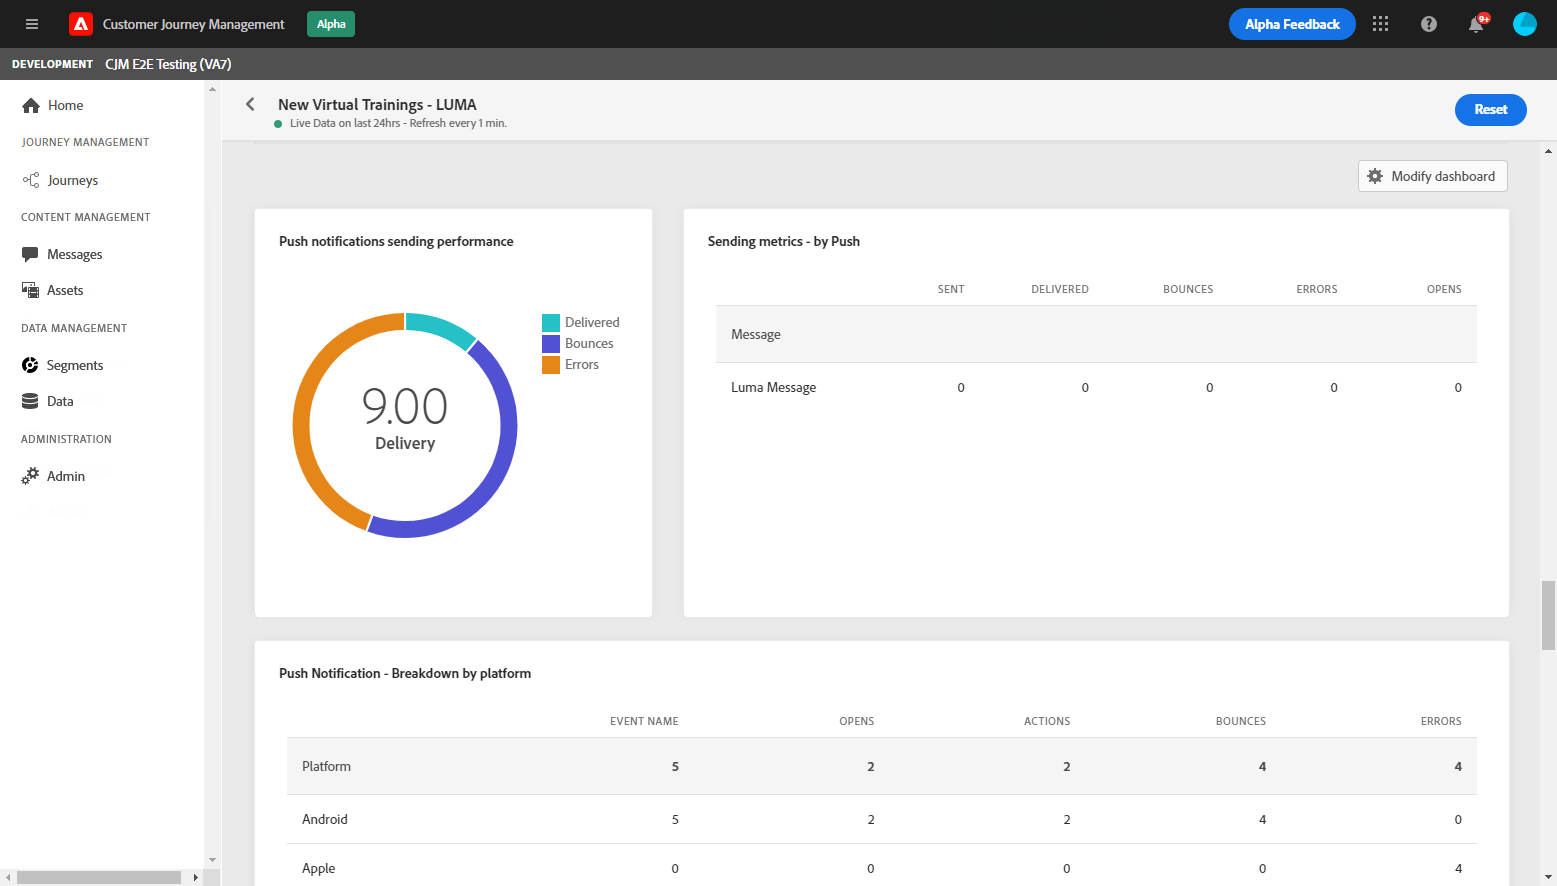 Customer Journey Management
Alpha
Alpha Feedback
9+
DEVELOPMENT CJM E2E Testing (VA7)
Home
JOURNEY MANAGEMENT
Journeys
CONTENT MANAGEMENT
Messages
Assets
DATA MANAGEMENT
Segments
Data
ADMINISTRATION
Admin
New Virtual Trainings - LUMA
Live Data on last 24hrs - Refresh every 1 min.
Reset
Modify dashboard
Push notifications sending performance
Delivered
Bounces
Errors
9.00
Delivery
Sending metrics - by Push
SENT DELIVERED BOUNCES ERRORS OPENS
Message
Luma Message 0 0 0 0 0
Push Notification - Breakdown by platform
EVENT NAME OPENS ACTIONS BOUNCES ERRORS
Platform 5 2 2 4 4
Android 5 2 2 4 0
Apple 0 0 0 0 4